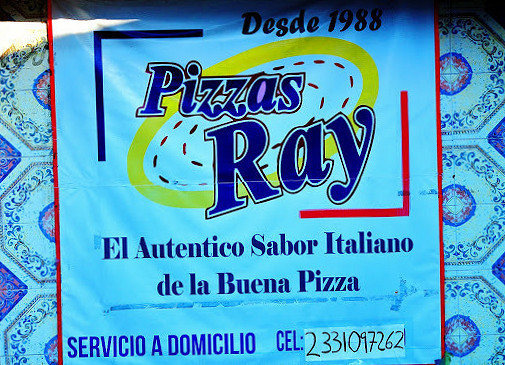 Desde 1988
Pizzas
Ray
El Autentico Sabor Italiano
de la Buena Pizza
SERVICIO A DOMICILIO CEL: 2331097262